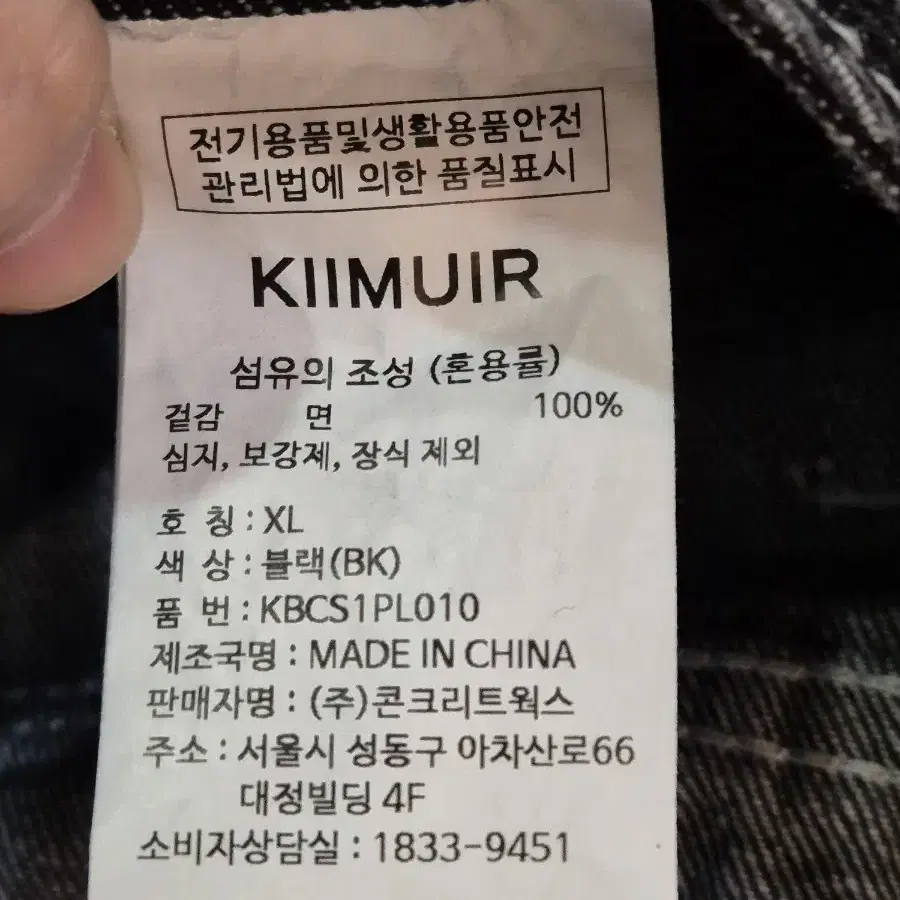 전기용품및생활용품안전
관리법에 의한 품질표시
KIIMUIR
섬유의 조성 (혼용률)
겉감 면 100%
심지, 보강제, 장식 제외
호 칭 : XL
색 상 : 블랙(BK)
품 번 : KBCS1PL010
제조국명 : MADE IN CHINA
판매자명 : (주)콘크리트웍스
주소 : 서울시 성동구 아차산로66
대정빌딩 4F
소비자상담실 : 1833-9451